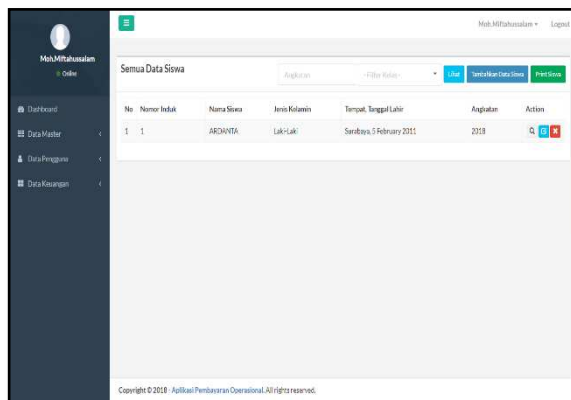 Moh.Miftahussalam
Online
Dashboard
Data Master
Data Pengguna
Data Keuangan
Moh.Miftahussalam Logout
Semua Data Siswa
Angkatan -Filter Kelas- Lihat Tambahkan Data Siswa Print Siswa
No Nomor Induk Nama Siswa Jenis Kelamin Tempat, Tanggal Lahir Angkatan Action
1 1 ARDANTA Laki-Laki Surabaya, 5 February 2011 2018
Copyright © 2018 - Aplikasi Pembayaran Operasional. All rights reserved.